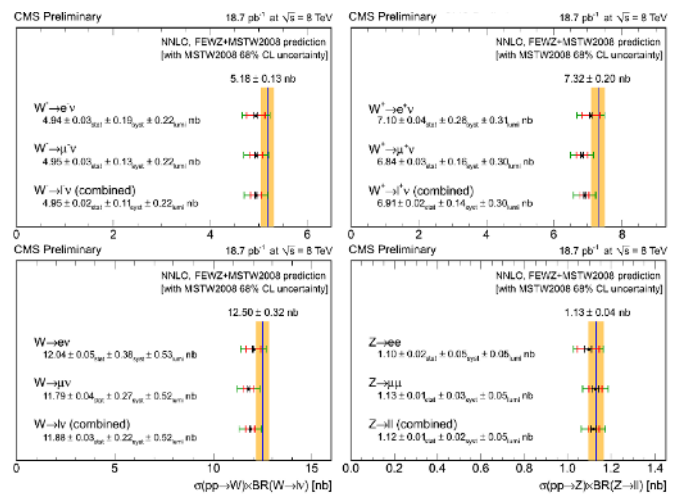 CMS Preliminary 18.7 pb⁻¹ at √s = 8 TeV
NNLO, FEWZ+MSTW2008 prediction
[with MSTW2008 68% CL uncertainty]
5.18 ± 0.13 nb
W⁻→e⁻ν
4.94 ± 0.03stat ± 0.19syst ± 0.22lumi nb
W⁻→μ⁻ν
4.95 ± 0.03stat ± 0.13syst ± 0.22lumi nb
W⁻→l⁻ν (combined)
4.95 ± 0.02stat ± 0.11syst ± 0.22lumi nb
0 2 4 6
CMS Preliminary 18.7 pb⁻¹ at √s = 8 TeV
NNLO, FEWZ+MSTW2008 prediction
[with MSTW2008 68% CL uncertainty]
7.32 ± 0.20 nb
W⁺→e⁺ν
7.10 ± 0.04stat ± 0.28syst ± 0.31lumi nb
W⁺→μ⁺ν
6.84 ± 0.03stat ± 0.16syst ± 0.30lumi nb
W⁺→l⁺ν (combined)
6.91 ± 0.02stat ± 0.14syst ± 0.30lumi nb
0 2 4 6 8
CMS Preliminary 18.7 pb⁻¹ at √s = 8 TeV
NNLO, FEWZ+MSTW2008 prediction
[with MSTW2008 68% CL uncertainty]
12.50 ± 0.32 nb
W→eν
12.04 ± 0.05stat ± 0.38syst ± 0.53lumi nb
W→μν
11.79 ± 0.04stat ± 0.27syst ± 0.52lumi nb
W→lν (combined)
11.88 ± 0.03stat ± 0.22syst ± 0.52lumi nb
0 5 10 15
σ(pp→W)×BR(W→lν) [nb]
CMS Preliminary 18.7 pb⁻¹ at √s = 8 TeV
NNLO, FEWZ+MSTW2008 prediction
[with MSTW2008 68% CL uncertainty]
1.13 ± 0.04 nb
Z→ee
1.10 ± 0.02stat ± 0.05syst ± 0.05lumi nb
Z→μμ
1.13 ± 0.01stat ± 0.03syst ± 0.05lumi nb
Z→ll (combined)
1.12 ± 0.01stat ± 0.02syst ± 0.05lumi nb
0.0 0.2 0.4 0.6 0.8 1.0 1.2 1.4
σ(pp→Z)×BR(Z→ll) [nb]